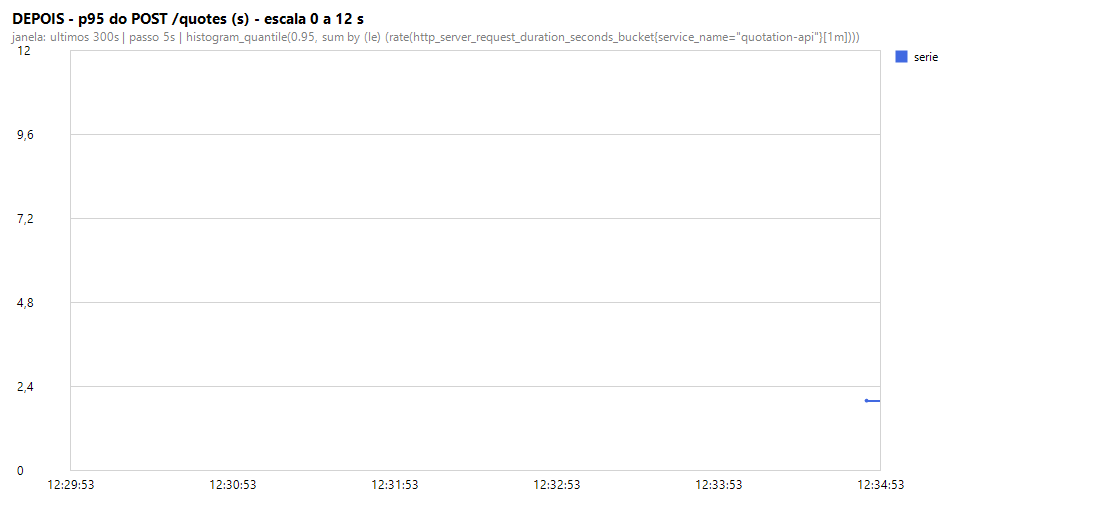 DEPOIS - p95 do POST /quotes (s) - escala 0 a 12 s
janela: ultimos 300s | passo 5s | histogram_quantile(0.95, sum by (le) (rate(http_server_request_duration_seconds_bucket{service_name="quotation-api"}[1m])))
12
serie
9,6
7,2
4,8
2,4
0
12:29:53 12:30:53 12:31:53 12:32:53 12:33:53 12:34:53